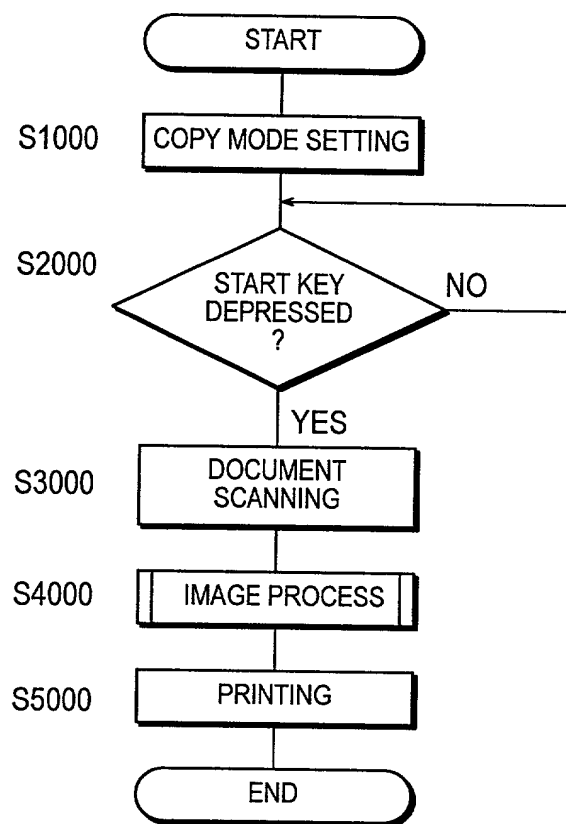 START
S1000
COPY MODE SETTING
S2000
START KEY
DEPRESSED
?
NO
YES
S3000
DOCUMENT
SCANNING
S4000
IMAGE PROCESS
S5000
PRINTING
END